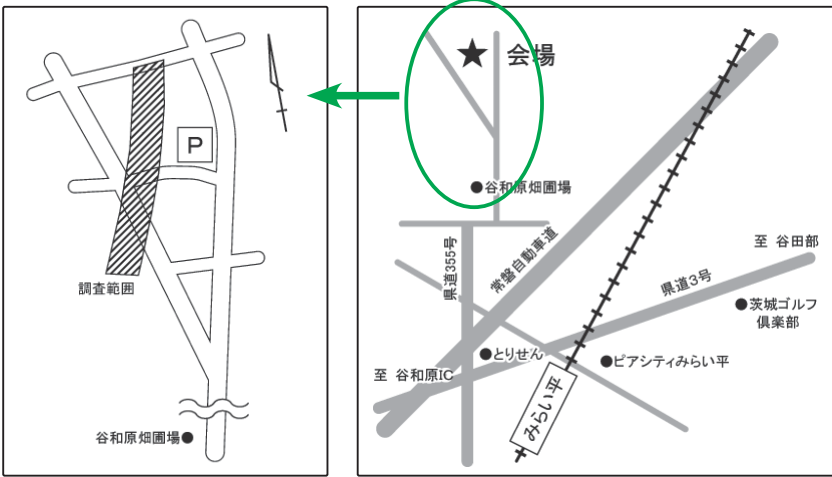 P
調査範囲
谷和原畑圃場●
★ 会場
●谷和原畑圃場
県道355号
常磐自動車道
至 谷田部
県道3号
●茨城ゴルフ
倶楽部
●とりせん
●ピアシティみらい平
至 谷和原IC
みらい平